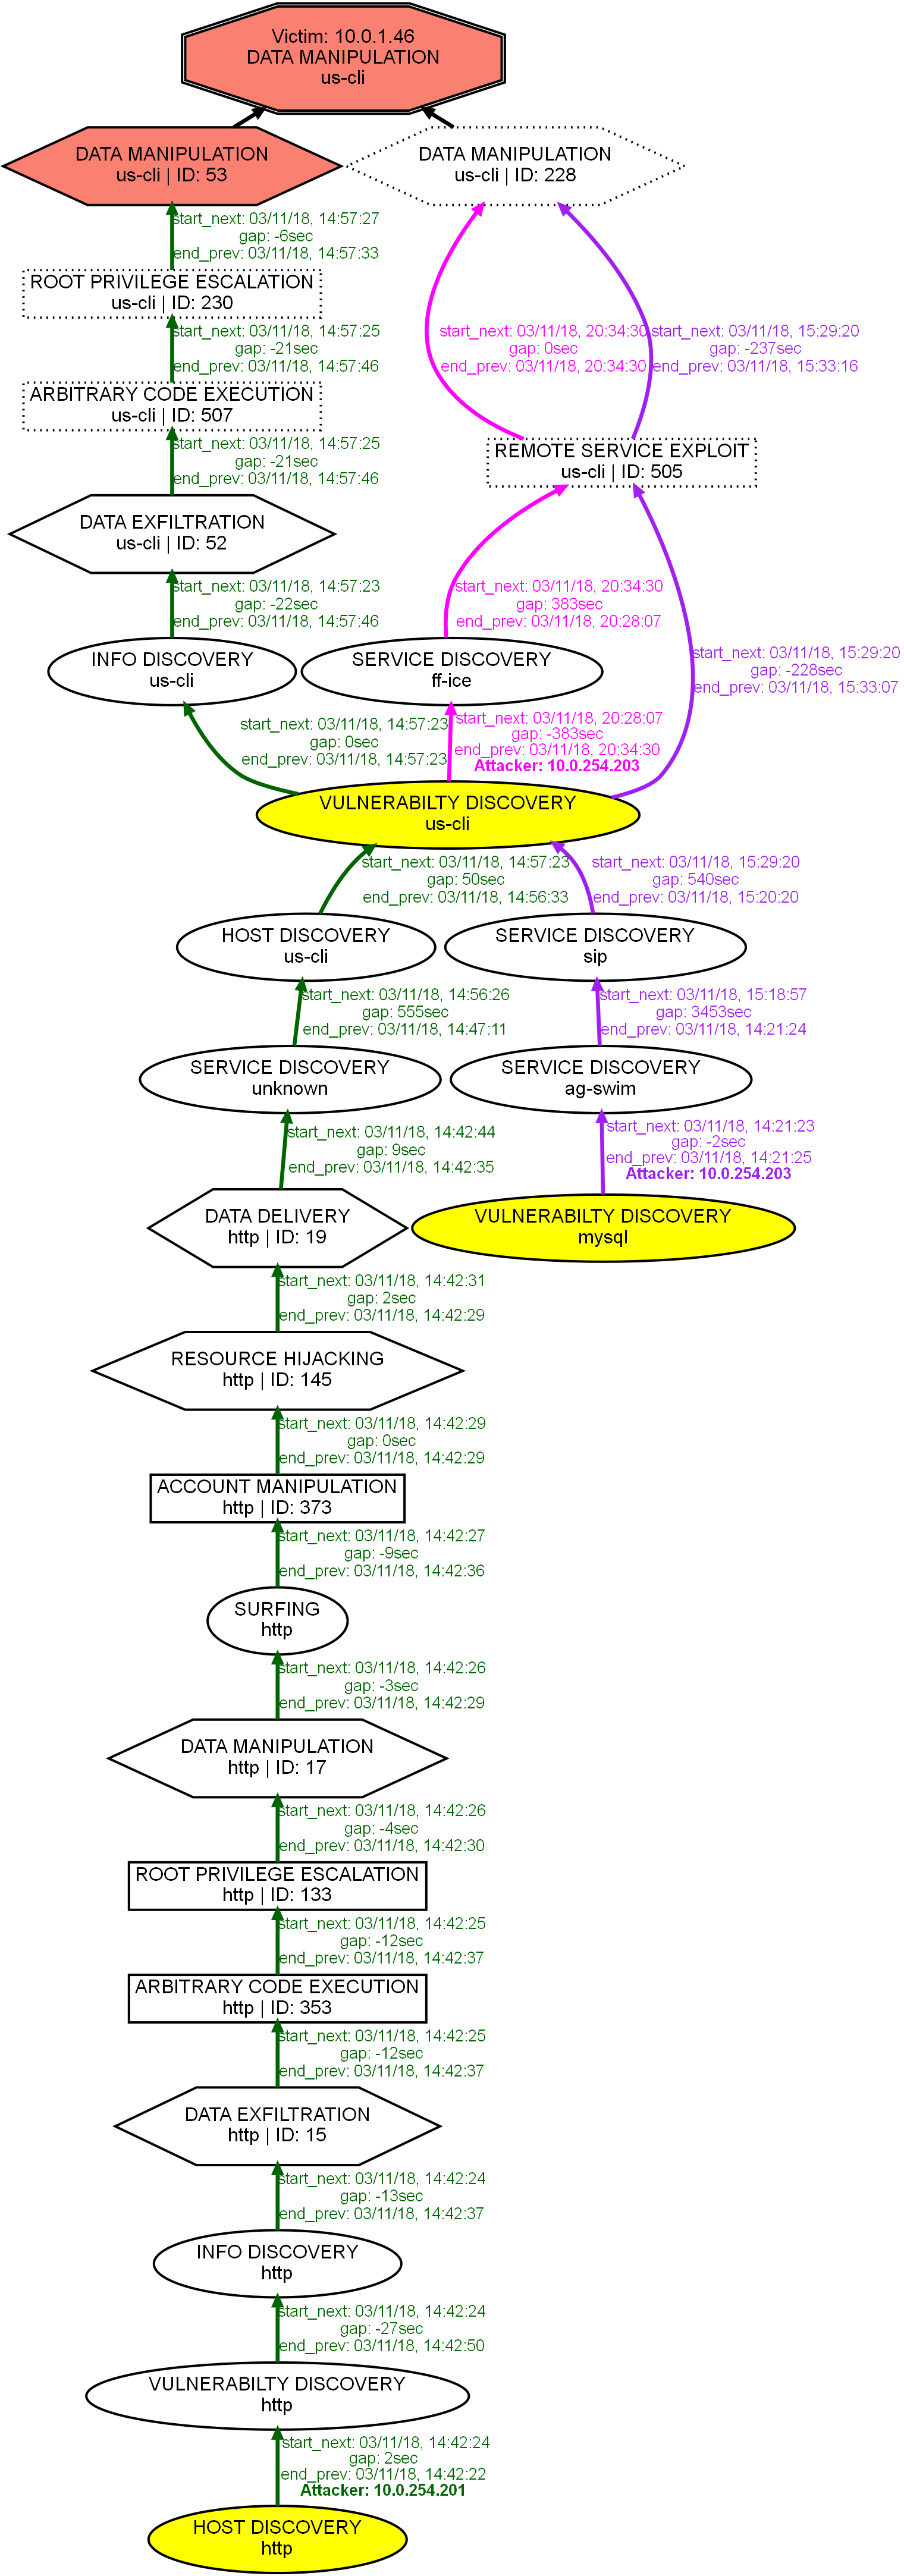 Victim: 10.0.1.46
DATA MANIPULATION
us-cli
DATA MANIPULATION
us-cli | ID: 53
DATA MANIPULATION
us-cli | ID: 228
start_next: 03/11/18, 14:57:27
gap: -6sec
end_prev: 03/11/18, 14:57:33
ROOT PRIVILEGE ESCALATION
us-cli | ID: 230
start_next: 03/11/18, 14:57:25
gap: -21sec
end_prev: 03/11/18, 14:57:46
start_next: 03/11/18, 20:34:30
gap: 0sec
end_prev: 03/11/18, 20:34:30
start_next: 03/11/18, 15:29:20
gap: -237sec
end_prev: 03/11/18, 15:33:16
ARBITRARY CODE EXECUTION
us-cli | ID: 507
start_next: 03/11/18, 14:57:25
gap: -21sec
end_prev: 03/11/18, 14:57:46
REMOTE SERVICE EXPLOIT
us-cli | ID: 505
DATA EXFILTRATION
us-cli | ID: 52
start_next: 03/11/18, 14:57:23
gap: -22sec
end_prev: 03/11/18, 14:57:46
start_next: 03/11/18, 20:34:30
gap: 383sec
end_prev: 03/11/18, 20:28:07
INFO DISCOVERY
us-cli
SERVICE DISCOVERY
ff-ice
start_next: 03/11/18, 15:29:20
gap: -228sec
end_prev: 03/11/18, 15:33:07
start_next: 03/11/18, 14:57:23
gap: 0sec
end_prev: 03/11/18, 14:57:23
start_next: 03/11/18, 20:28:07
gap: -383sec
end_prev: 03/11/18, 20:34:30
Attacker: 10.0.254.203
VULNERABILTY DISCOVERY
us-cli
start_next: 03/11/18, 14:57:23
gap: 50sec
end_prev: 03/11/18, 14:56:33
start_next: 03/11/18, 15:29:20
gap: 540sec
end_prev: 03/11/18, 15:20:20
HOST DISCOVERY
us-cli
SERVICE DISCOVERY
sip
start_next: 03/11/18, 14:56:26
gap: 555sec
end_prev: 03/11/18, 14:47:11
start_next: 03/11/18, 15:18:57
gap: 3453sec
end_prev: 03/11/18, 14:21:24
SERVICE DISCOVERY
unknown
SERVICE DISCOVERY
ag-swim
start_next: 03/11/18, 14:42:44
gap: 9sec
end_prev: 03/11/18, 14:42:35
start_next: 03/11/18, 14:21:23
gap: -2sec
end_prev: 03/11/18, 14:21:25
Attacker: 10.0.254.203
DATA DELIVERY
http | ID: 19
VULNERABILTY DISCOVERY
mysql
start_next: 03/11/18, 14:42:31
gap: 2sec
end_prev: 03/11/18, 14:42:29
RESOURCE HIJACKING
http | ID: 145
start_next: 03/11/18, 14:42:29
gap: 0sec
end_prev: 03/11/18, 14:42:29
ACCOUNT MANIPULATION
http | ID: 373
start_next: 03/11/18, 14:42:27
gap: -9sec
end_prev: 03/11/18, 14:42:36
SURFING
http
start_next: 03/11/18, 14:42:26
gap: -3sec
end_prev: 03/11/18, 14:42:29
DATA MANIPULATION
http | ID: 17
start_next: 03/11/18, 14:42:26
gap: -4sec
end_prev: 03/11/18, 14:42:30
ROOT PRIVILEGE ESCALATION
http | ID: 133
start_next: 03/11/18, 14:42:25
gap: -12sec
end_prev: 03/11/18, 14:42:37
ARBITRARY CODE EXECUTION
http | ID: 353
start_next: 03/11/18, 14:42:25
gap: -12sec
end_prev: 03/11/18, 14:42:37
DATA EXFILTRATION
http | ID: 15
start_next: 03/11/18, 14:42:24
gap: -13sec
end_prev: 03/11/18, 14:42:37
INFO DISCOVERY
http
start_next: 03/11/18, 14:42:24
gap: -27sec
end_prev: 03/11/18, 14:42:50
VULNERABILTY DISCOVERY
http
start_next: 03/11/18, 14:42:24
gap: 2sec
end_prev: 03/11/18, 14:42:22
Attacker: 10.0.254.201
HOST DISCOVERY
http